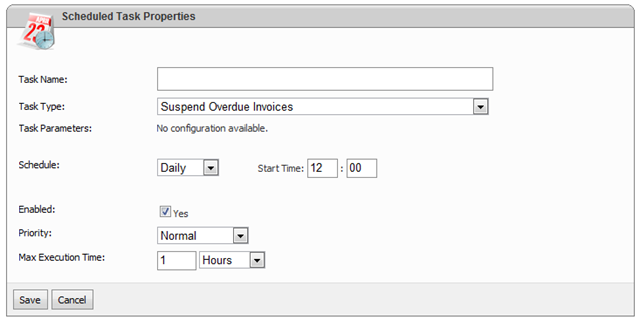 Scheduled Task Properties
Task Name:
Task Type: Suspend Overdue Invoices
Task Parameters: No configuration available.
Schedule: Daily Start Time: 12 : 00
Enabled: Yes
Priority: Normal
Max Execution Time: 1 Hours
Save Cancel